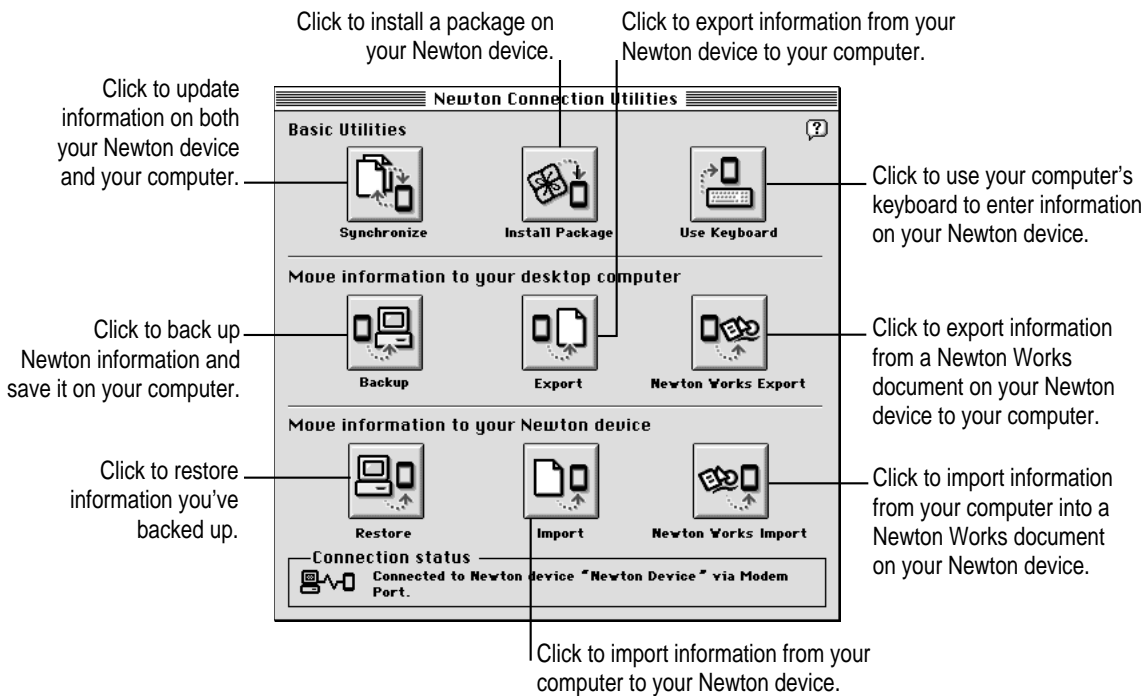 Click to install a package on
your Newton device.
Click to export information from your
Newton device to your computer.
Click to update
information on both
your Newton device
and your computer.
Newton Connection Utilities
Basic Utilities
?
Synchronize
Install Package
Use Keyboard
Click to use your computer’s
keyboard to enter information
on your Newton device.
Move information to your desktop computer
Click to back up
Newton information and
save it on your computer.
Backup
Export
Newton Works Export
Click to export information
from a Newton Works
document on your Newton
device to your computer.
Move information to your Newton device
Click to restore
information you’ve
backed up.
Restore
Import
Newton Works Import
Click to import information
from your computer into a
Newton Works document
on your Newton device.
Connection status
Connected to Newton device “Newton Device” via Modem
Port.
Click to import information from your
computer to your Newton device.